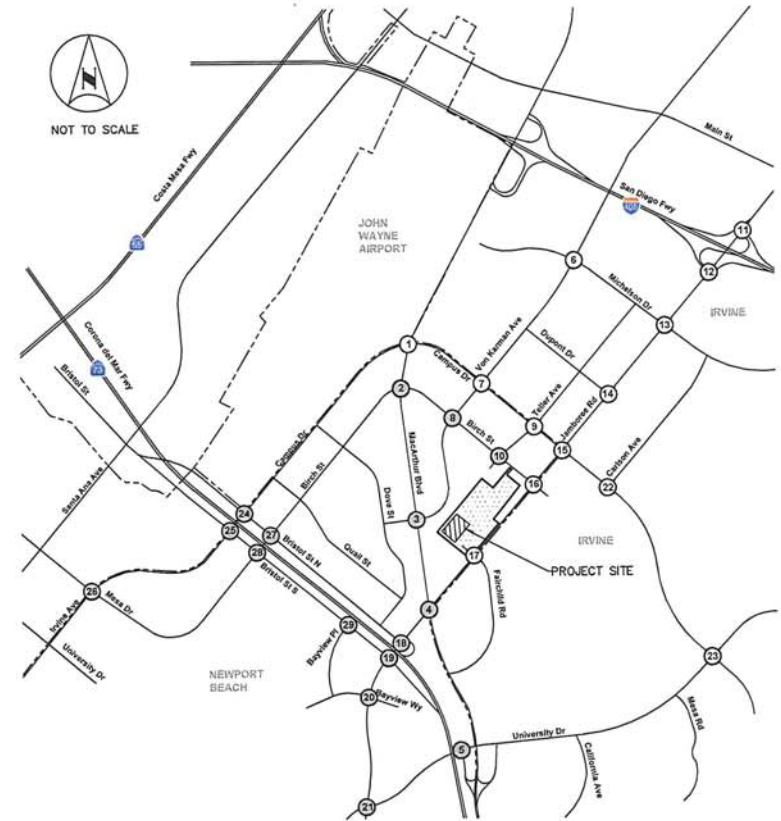 N
NOT TO SCALE
Main St
Costa Mesa Fwy
San Diego Fwy
405
55
JOHN
WAYNE
AIRPORT
11
6
12
Michelson Dr
IRVINE
13
Corona del Mar Fwy
73
Bristol St
Von Karman Ave
Dupont Dr
1
Campus Dr
7
2
Teller Ave
14
8
Birch St
9
Jamboree Rd
MacArthur Blvd
15
Carlson Ave
10
Campus Dr
Birch St
16
22
Santa Ana Ave
Dove St
24
3
25
27
IRVINE
28
Bristol St N
Quail St
17
PROJECT SITE
Bristol St S
Fairchild Rd
26
Mesa Dr
Irvine Ave
4
29
Bayview Pl
18
19
23
University Dr
NEWPORT
BEACH
20
Bayview Wy
University Dr
Mesa Rd
5
California Ave
21